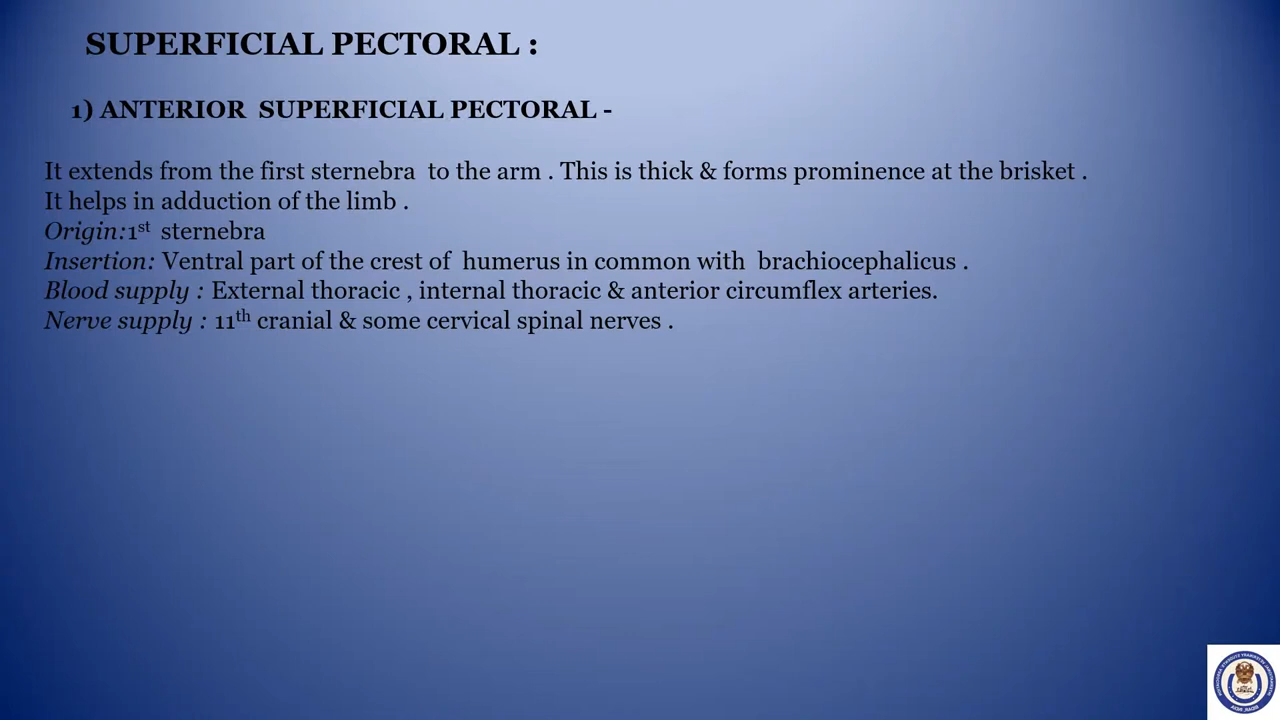 SUPERFICIAL PECTORAL :
1) ANTERIOR SUPERFICIAL PECTORAL -
It extends from the first sternebra to the arm . This is thick & forms prominence at the brisket .
It helps in adduction of the limb .
Origin:1st sternebra
Insertion: Ventral part of the crest of humerus in common with brachiocephalicus .
Blood supply : External thoracic , internal thoracic & anterior circumflex arteries.
Nerve supply : 11th cranial & some cervical spinal nerves .